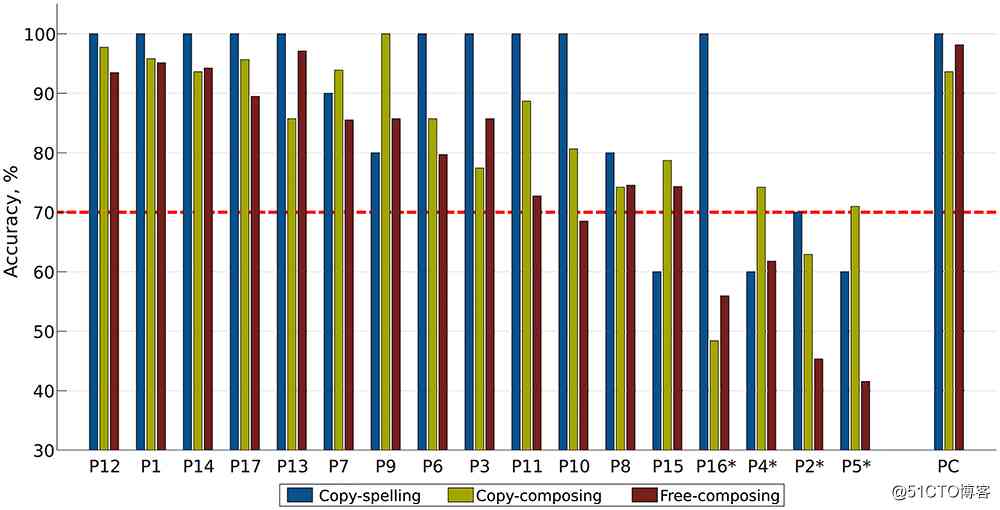 Accuracy, %
100
90
80
70
60
50
40
30
P12 P1 P14 P17 P13 P7 P9 P6 P3 P11 P10 P8 P15 P16* P4* P2* P5* PC
Copy-spelling Copy-composing Free-composing
@51CTO博客